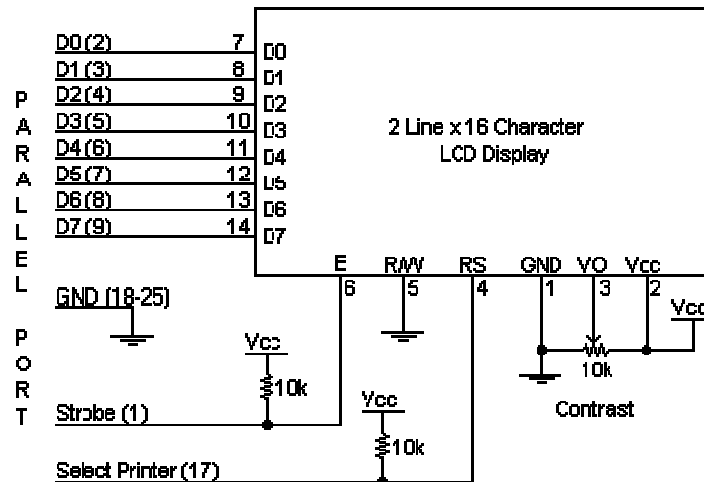 D0(2) 7 D0
D1(3) 8 D1
D2(4) 9 D2
D3(5) 10 D3
D4(6) 11 D4
D5(7) 12 D5
D6(8) 13 D6
D7(9) 14 D7
PARALLEL PORT
2 Line x 16 Character
LCD Display
E R/W RS GND VO Vcc
6 5 4 1 3 2
GND (18-25)
Vcc
Vcc
10k
10k
Contrast
Strobe (1)
Vcc
10k
Select Printer (17)